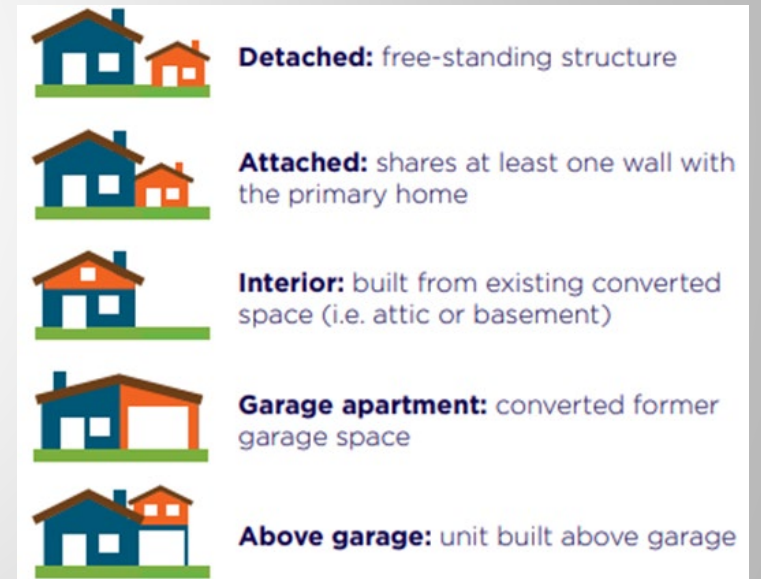 Detached: free-standing structure
Attached: shares at least one wall with
the primary home
Interior: built from existing converted
space (i.e. attic or basement)
Garage apartment: converted former
garage space
Above garage: unit built above garage